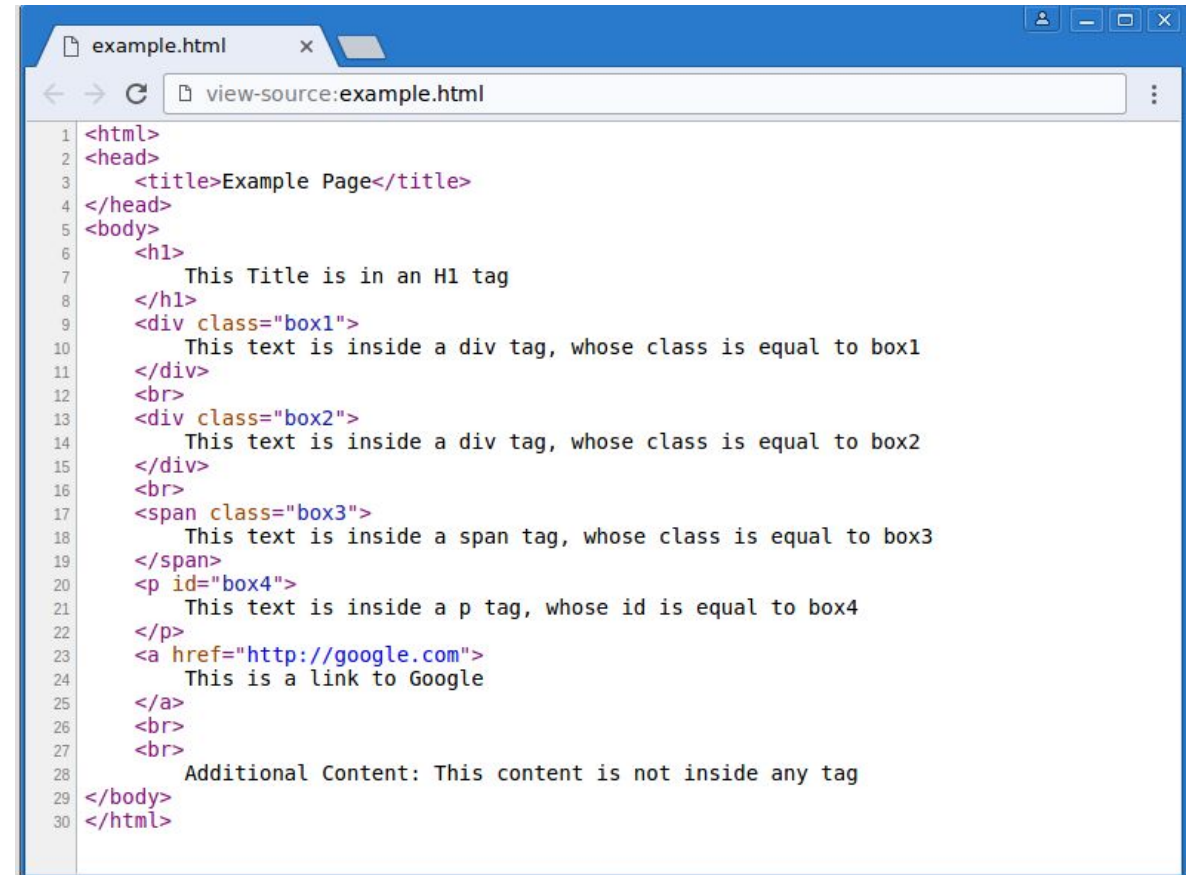 example.html
view-source:example.html
1 <html>
2 <head>
3     <title>Example Page</title>
4 </head>
5 <body>
6     <h1>
7         This Title is in an H1 tag
8     </h1>
9     <div class="box1">
10         This text is inside a div tag, whose class is equal to box1
11     </div>
12     <br>
13     <div class="box2">
14         This text is inside a div tag, whose class is equal to box2
15     </div>
16     <br>
17     <span class="box3">
18         This text is inside a span tag, whose class is equal to box3
19     </span>
20     <p id="box4">
21         This text is inside a p tag, whose id is equal to box4
22     </p>
23     <a href="http://google.com">
24         This is a link to Google
25     </a>
26     <br>
27     <br>
28         Additional Content: This content is not inside any tag
29 </body>
30 </html>